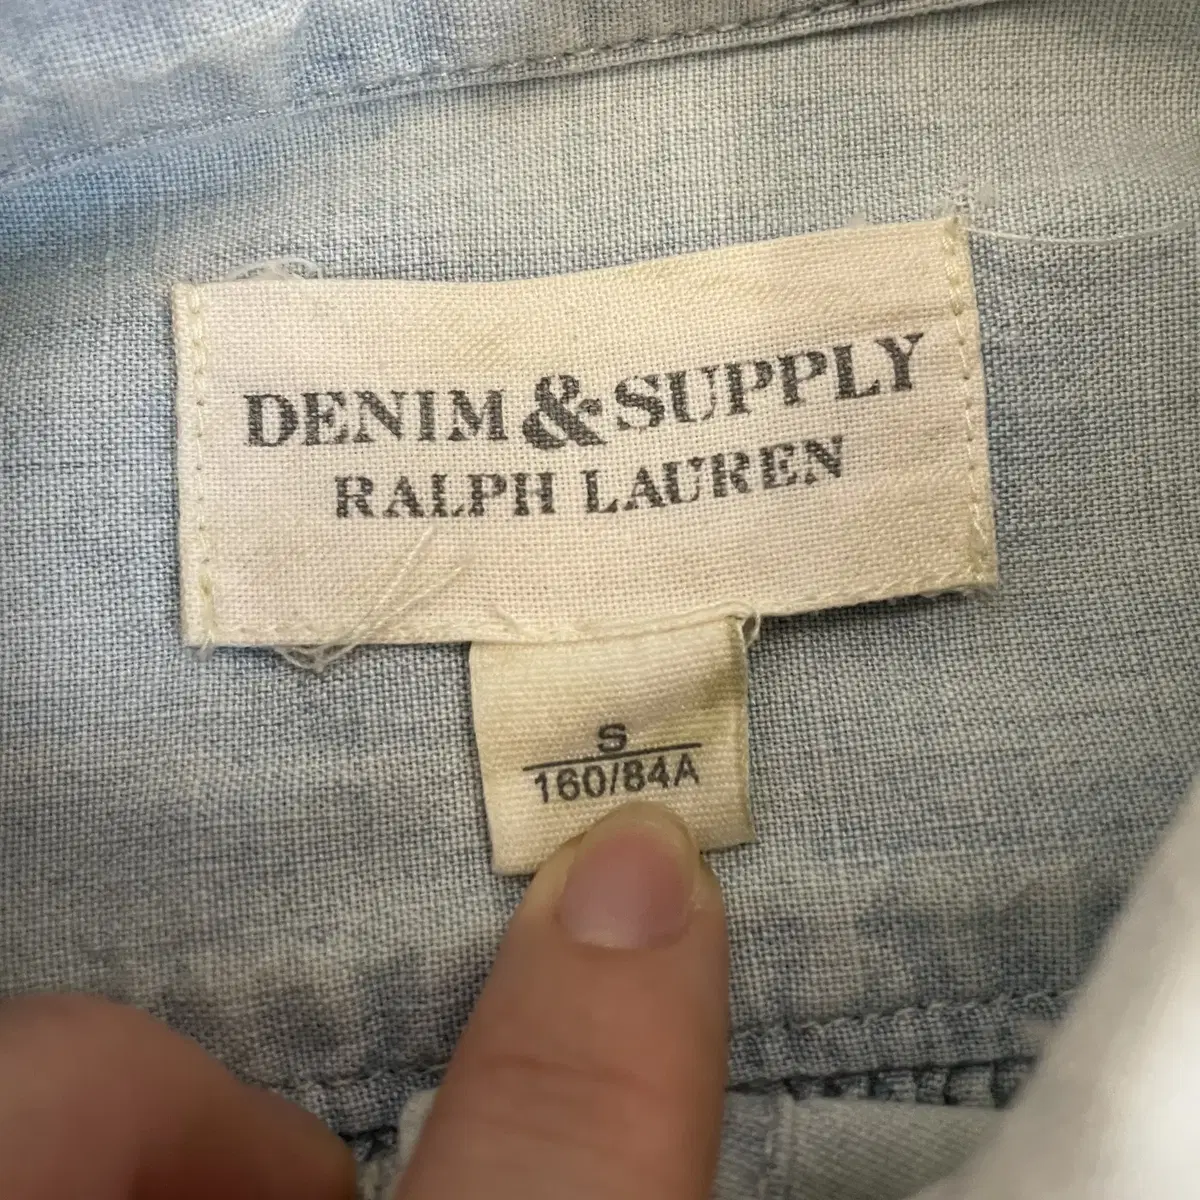 DENIM & SUPPLY
RALPH LAUREN
S
160/84A